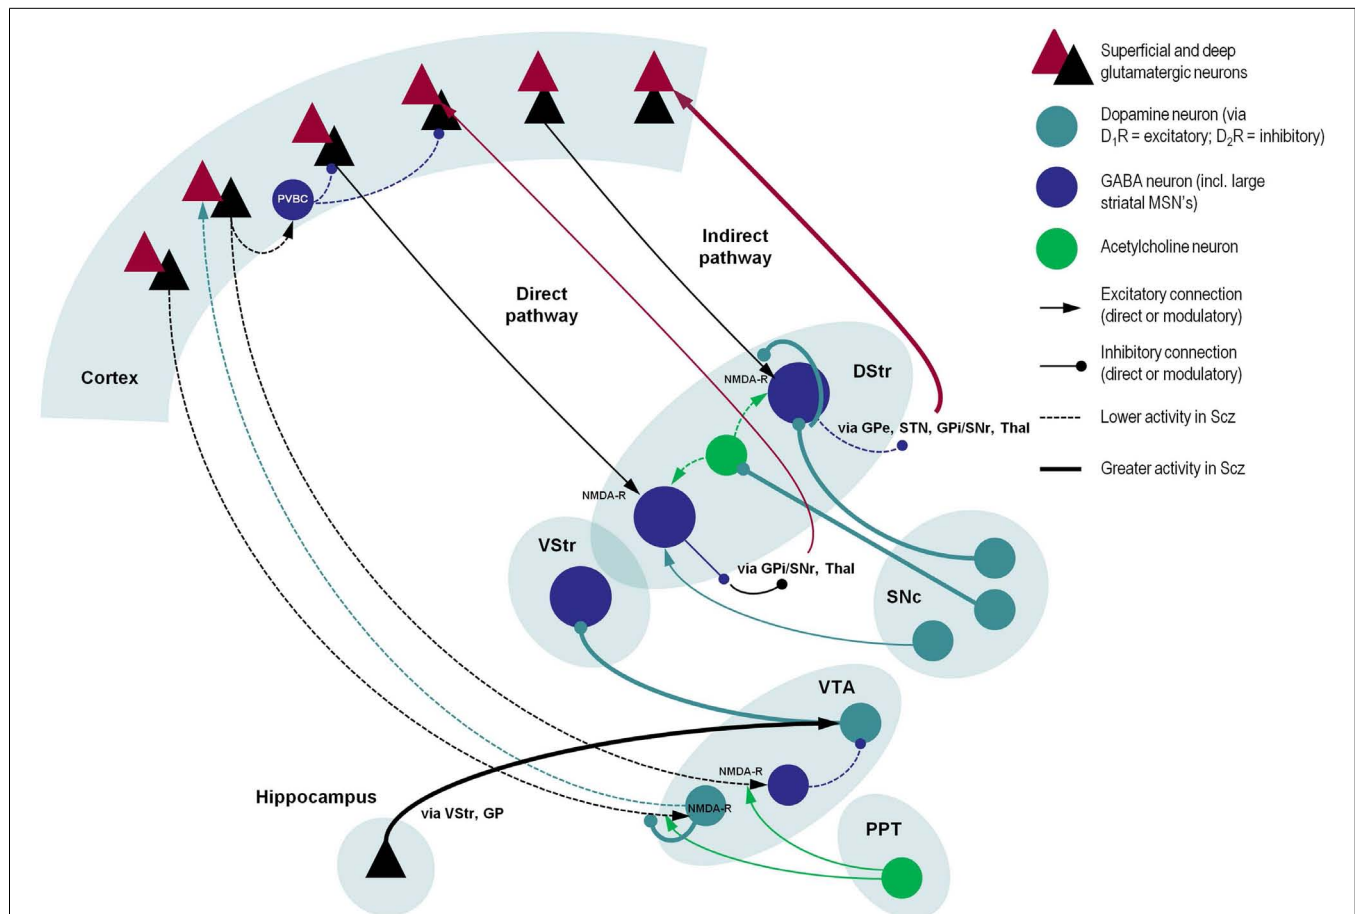 Superficial and deep
glutamatergic neurons
Dopamine neuron (via
D₁R = excitatory; D₂R = inhibitory)
GABA neuron (incl. large
striatal MSN's)
Acetylcholine neuron
Excitatory connection
(direct or modulatory)
Inhibitory connection
(direct or modulatory)
Lower activity in Scz
Greater activity in Scz
PVBC
Cortex
Direct
pathway
Indirect
pathway
NMDA-R
DStr
via GPe, STN, GPi/SNr, Thal
NMDA-R
VStr
via GPi/SNr, Thal
SNc
VTA
NMDA-R
NMDA-R
Hippocampus
via VStr, GP
PPT